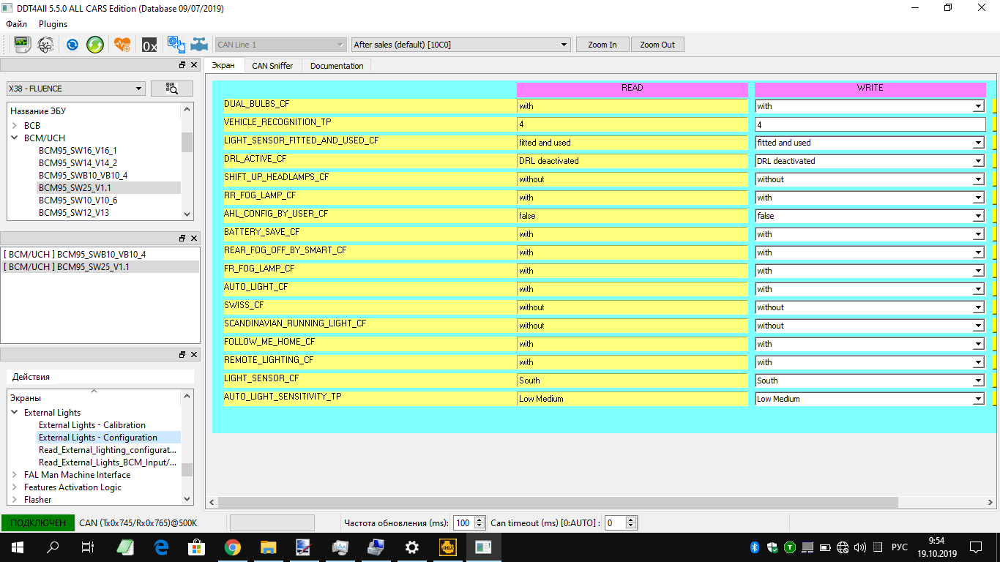 DDT4All 5.5.0 ALL CARS Edition (Database 09/07/2019)
Файл Plugins
0x
CAN Line 1
After sales (default) [10C0]
Zoom In
Zoom Out
Экран CAN Sniffer Documentation
X38 - FLUENCE
Название ЭБУ
BCB
BCM/UCH
BCM95_SW16_V16_1
BCM95_SW14_V14_2
BCM95_SWB10_VB10_4
BCM95_SW25_V1.1
BCM95_SW10_V10_6
BCM95_SW12_V13
[ BCM/UCH ] BCM95_SWB10_VB10_4
[ BCM/UCH ] BCM95_SW25_V1.1
Действия
Экраны
External Lights
External Lights - Calibration
External Lights - Configuration
Read_External_lighting_configurat...
Read_External_Lights_BCM_Input/...
FAL Man Machine Interface
Features Activation Logic
Flasher
READ WRITE
DUAL_BULBS_CF with with
VEHICLE_RECOGNITION_TP 4 4
LIGHT_SENSOR_FITTED_AND_USED_CF fitted and used fitted and used
DRL_ACTIVE_CF DRL deactivated DRL deactivated
SHIFT_UP_HEADLAMPS_CF without without
RR_FOG_LAMP_CF with with
AHL_CONFIG_BY_USER_CF false false
BATTERY_SAVE_CF with with
REAR_FOG_OFF_BY_SMART_CF with with
FR_FOG_LAMP_CF with with
AUTO_LIGHT_CF with with
SWISS_CF without without
SCANDINAVIAN_RUNNING_LIGHT_CF without without
FOLLOW_ME_HOME_CF with with
REMOTE_LIGHTING_CF with with
LIGHT_SENSOR_CF South South
AUTO_LIGHT_SENSITIVITY_TP Low Medium Low Medium
ПОДКЛЮЧЕН CAN (Tx0x745/Rx0x765)@500K Частота обновления (ms): 100 Can timeout (ms) [0:AUTO] : 0
CHECK
T
РУС
9:54
19.10.2019